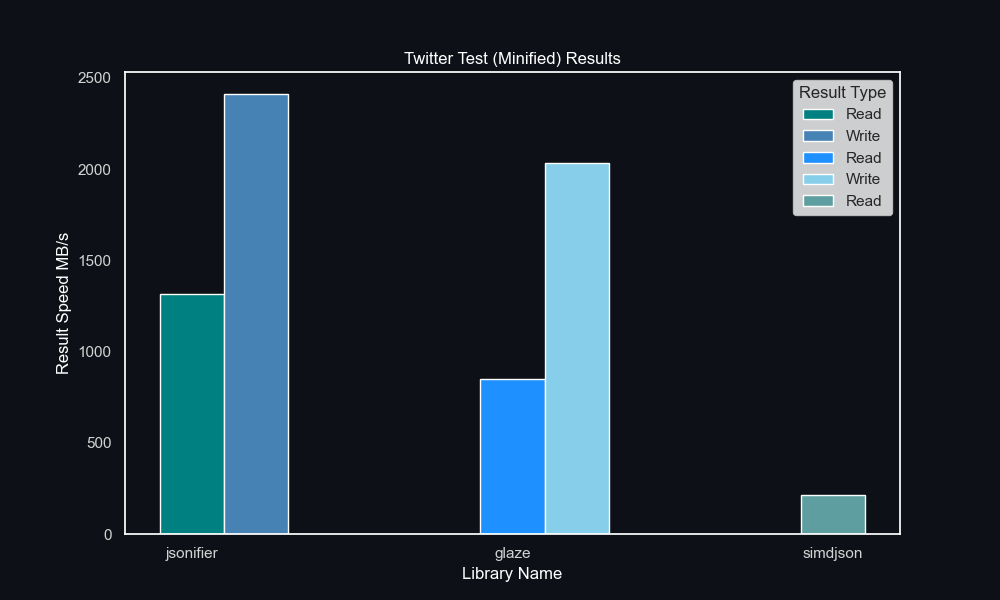 Twitter Test (Minified) Results
Result Type
Read
Write
Read
Write
Read
Result Speed MB/s
2500
2000
1500
1000
500
0
jsonifier
glaze
simdjson
Library Name